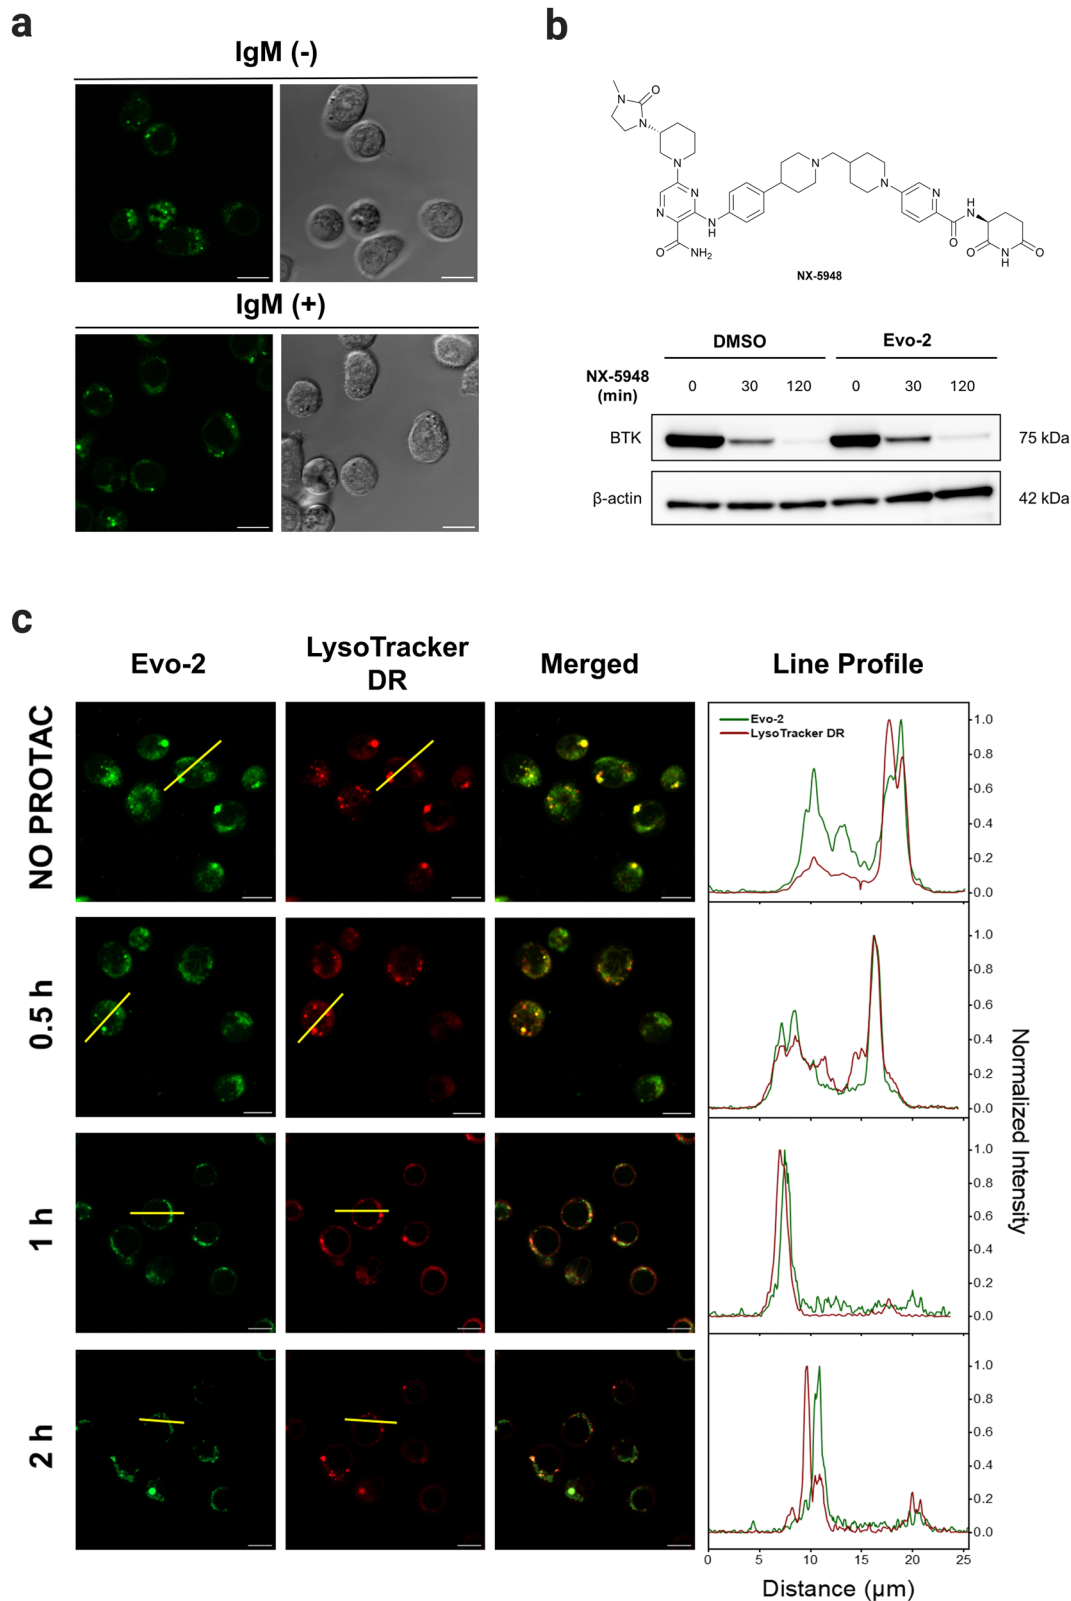 a
IgM (-)
IgM (+)
b
N
O
N
N
N
N
N
H
O
NH₂
N
N
N
O
H
N
O
N
H
O
NX-5948
DMSO
Evo-2
NX-5948
(min)
0
30
120
0
30
120
BTK
75 kDa
β-actin
42 kDa
c
Evo-2
LysoTracker
DR
Merged
Line Profile
NO PROTAC
Evo-2
LysoTracker DR
1.0
0.8
0.6
0.4
0.2
0.0
0.5 h
1.0
0.8
0.6
0.4
0.2
0.0
1 h
1.0
0.8
0.6
0.4
0.2
0.0
2 h
1.0
0.8
0.6
0.4
0.2
0.0
Normalized Intensity
0
5
10
15
20
25
Distance (μm)